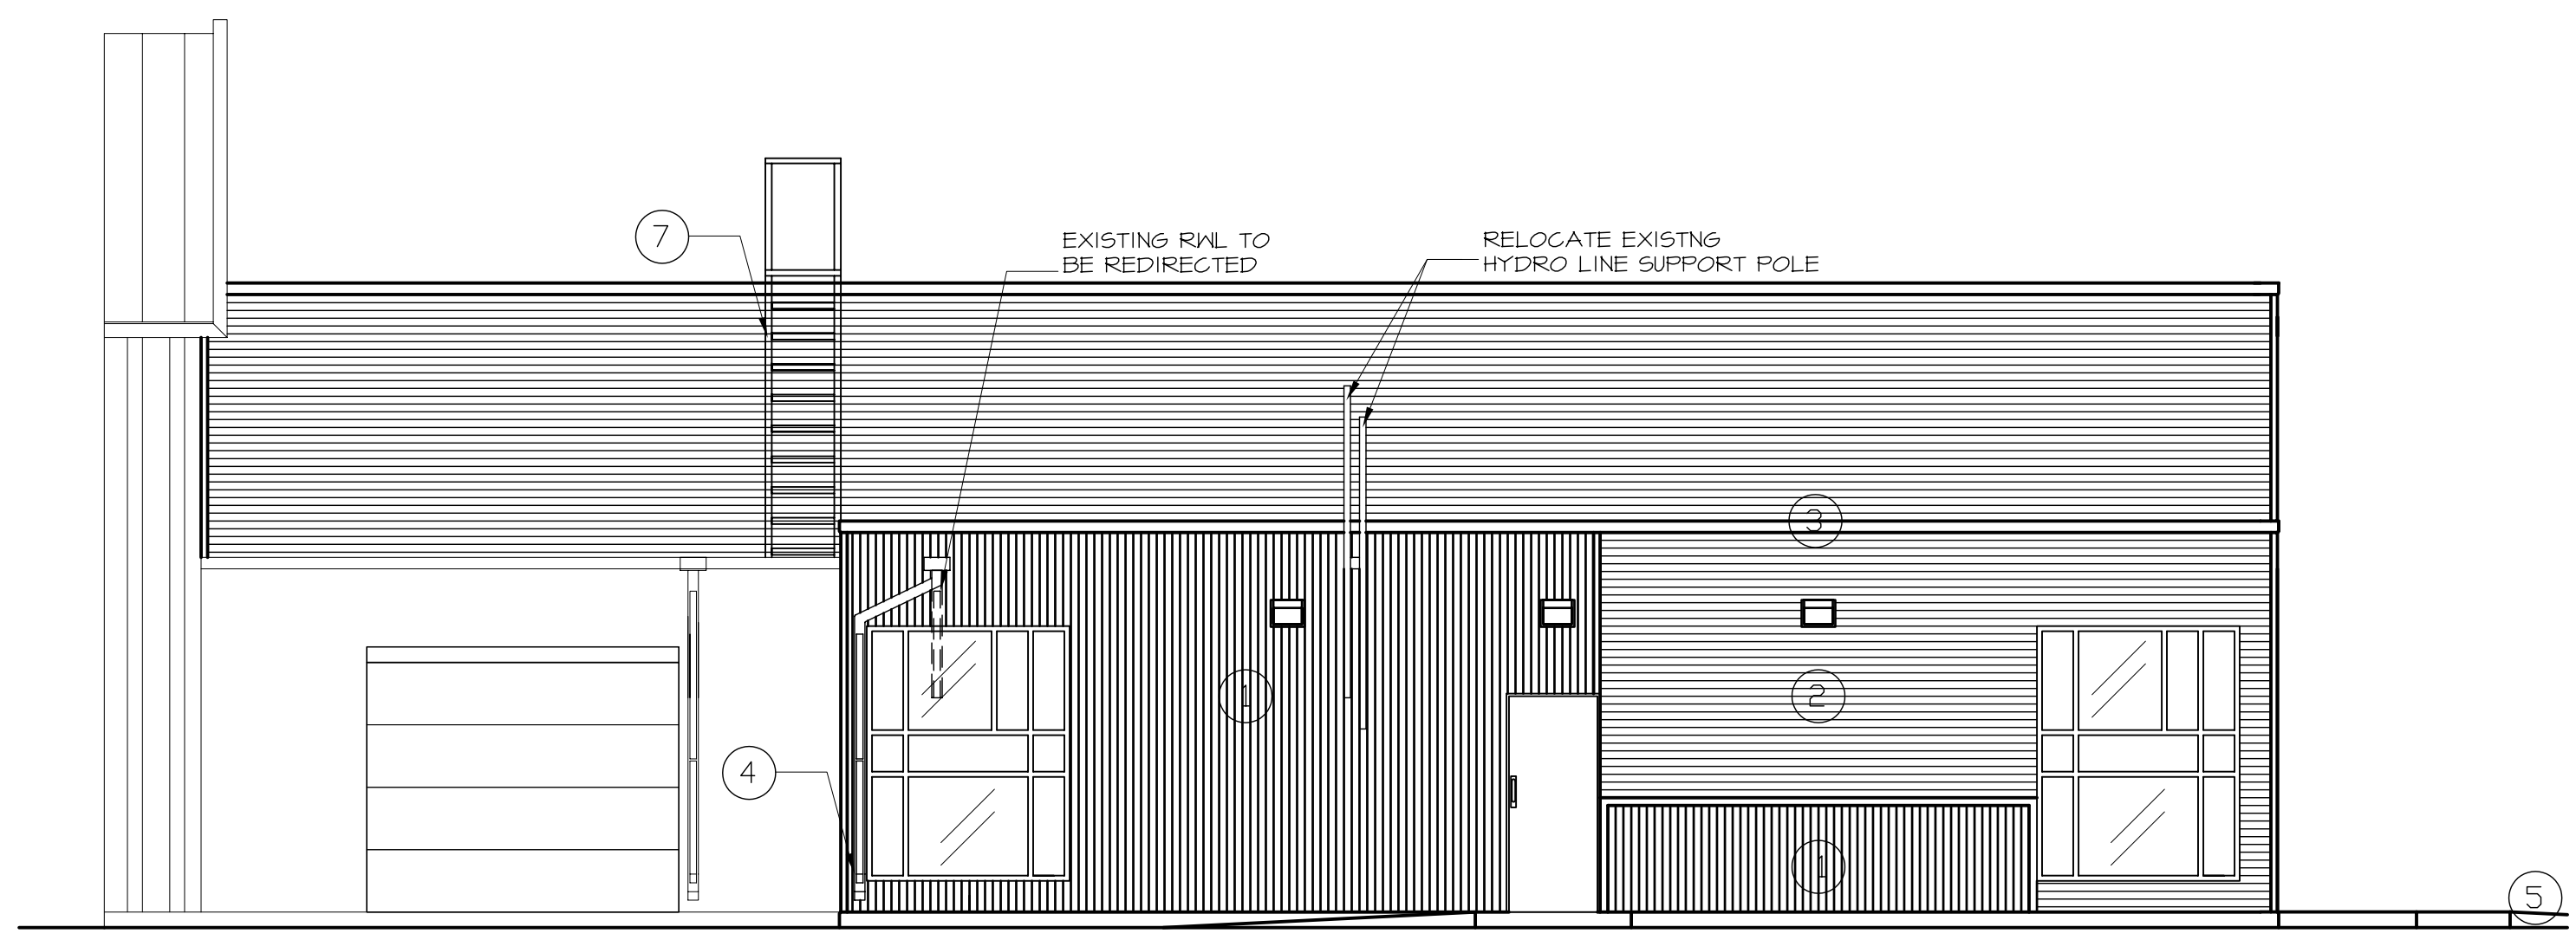 7
EXISTING RWL TO
BE REDIRECTED
RELOCATE EXISTNG
HYDRO LINE SUPPORT POLE
3
1
2
4
1
5